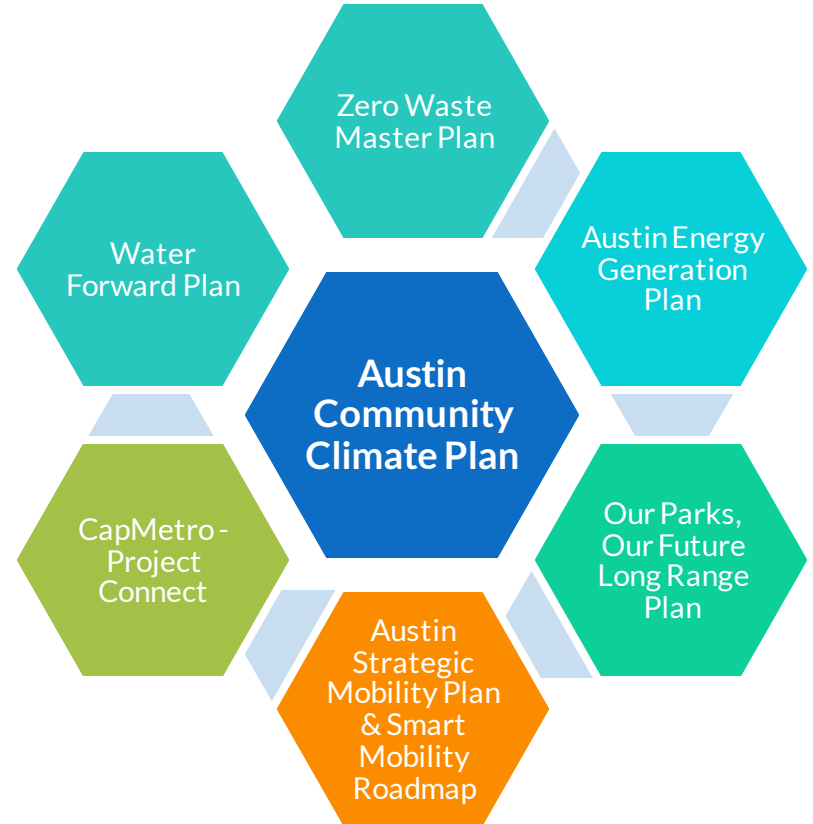 Zero Waste
Master Plan
Austin Energy
Generation
Plan
Water
Forward Plan
Austin
Community
Climate Plan
CapMetro -
Project
Connect
Our Parks,
Our Future
Long Range
Plan
Austin
Strategic
Mobility Plan
& Smart
Mobility
Roadmap